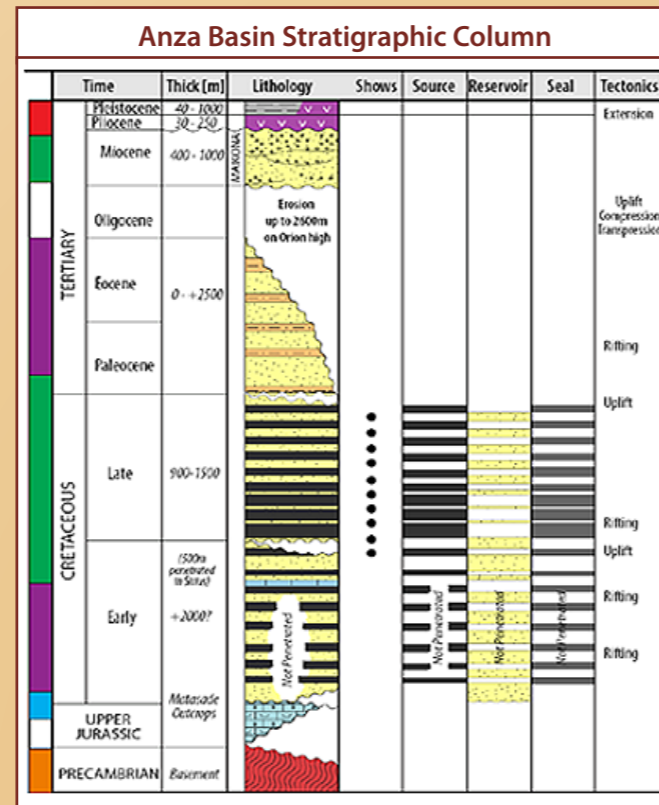 Anza Basin Stratigraphic Column
Time
Thick [m]
Lithology
Shows
Source
Reservoir
Seal
Tectonics
Pleistocene
40 - 1000
Extension
Pliocene
30 - 250
Miocene
400 - 1000
TERTIARY
Oligocene
Erosion
up to 2600m
on Orion high
Uplift
Compression
Transpression
Eocene
0 - +2500
Paleocene
Rifting
Uplift
CRETACEOUS
Late
900-1500
Rifting
Uplift
Early
(500m
penetrated
in Sirius)
+2000?
Not Penetrated
Not Penetrated
Not Penetrated
Not Penetrated
Rifting
Rifting
Matasade
Outcrops
UPPER
JURASSIC
PRECAMBRIAN
Basement